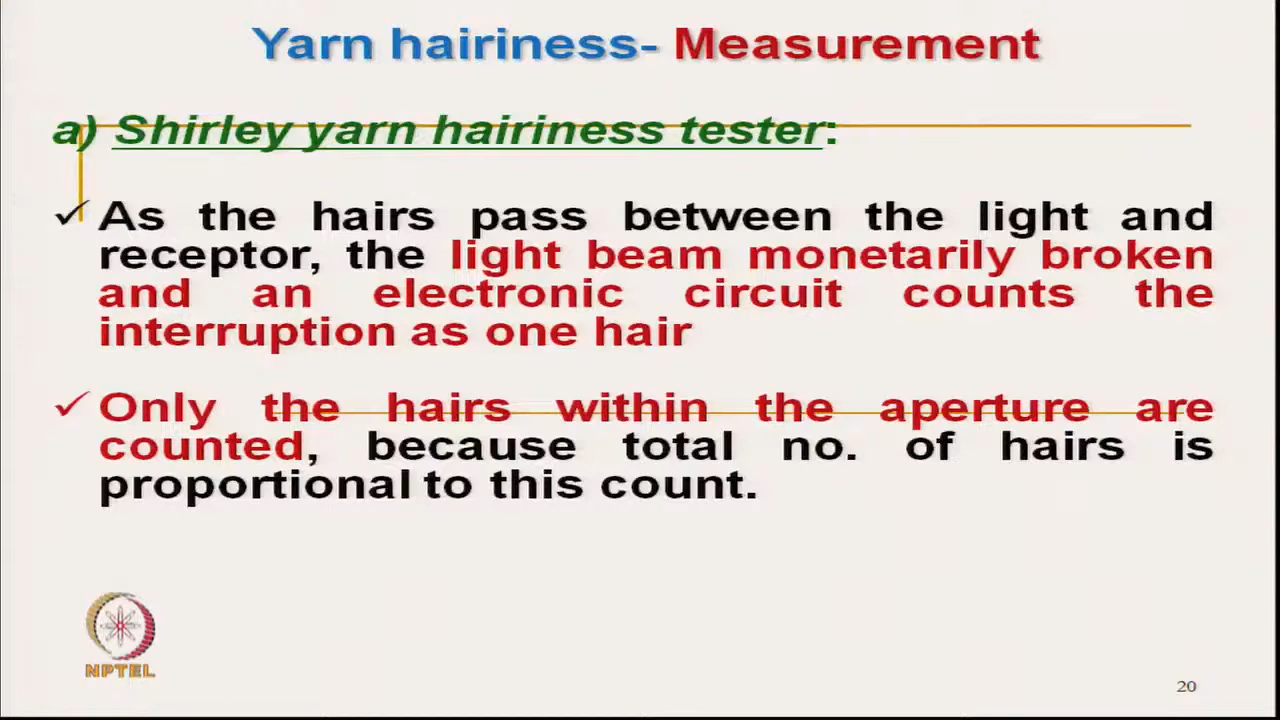 Yarn hairiness- Measurement
a) Shirley yarn hairiness tester:
✓ As the hairs pass between the light and
receptor, the light beam monetarily broken
and an electronic circuit counts the
interruption as one hair
✓ Only the hairs within the aperture are
counted, because total no. of hairs is
proportional to this count.
NPTEL
20